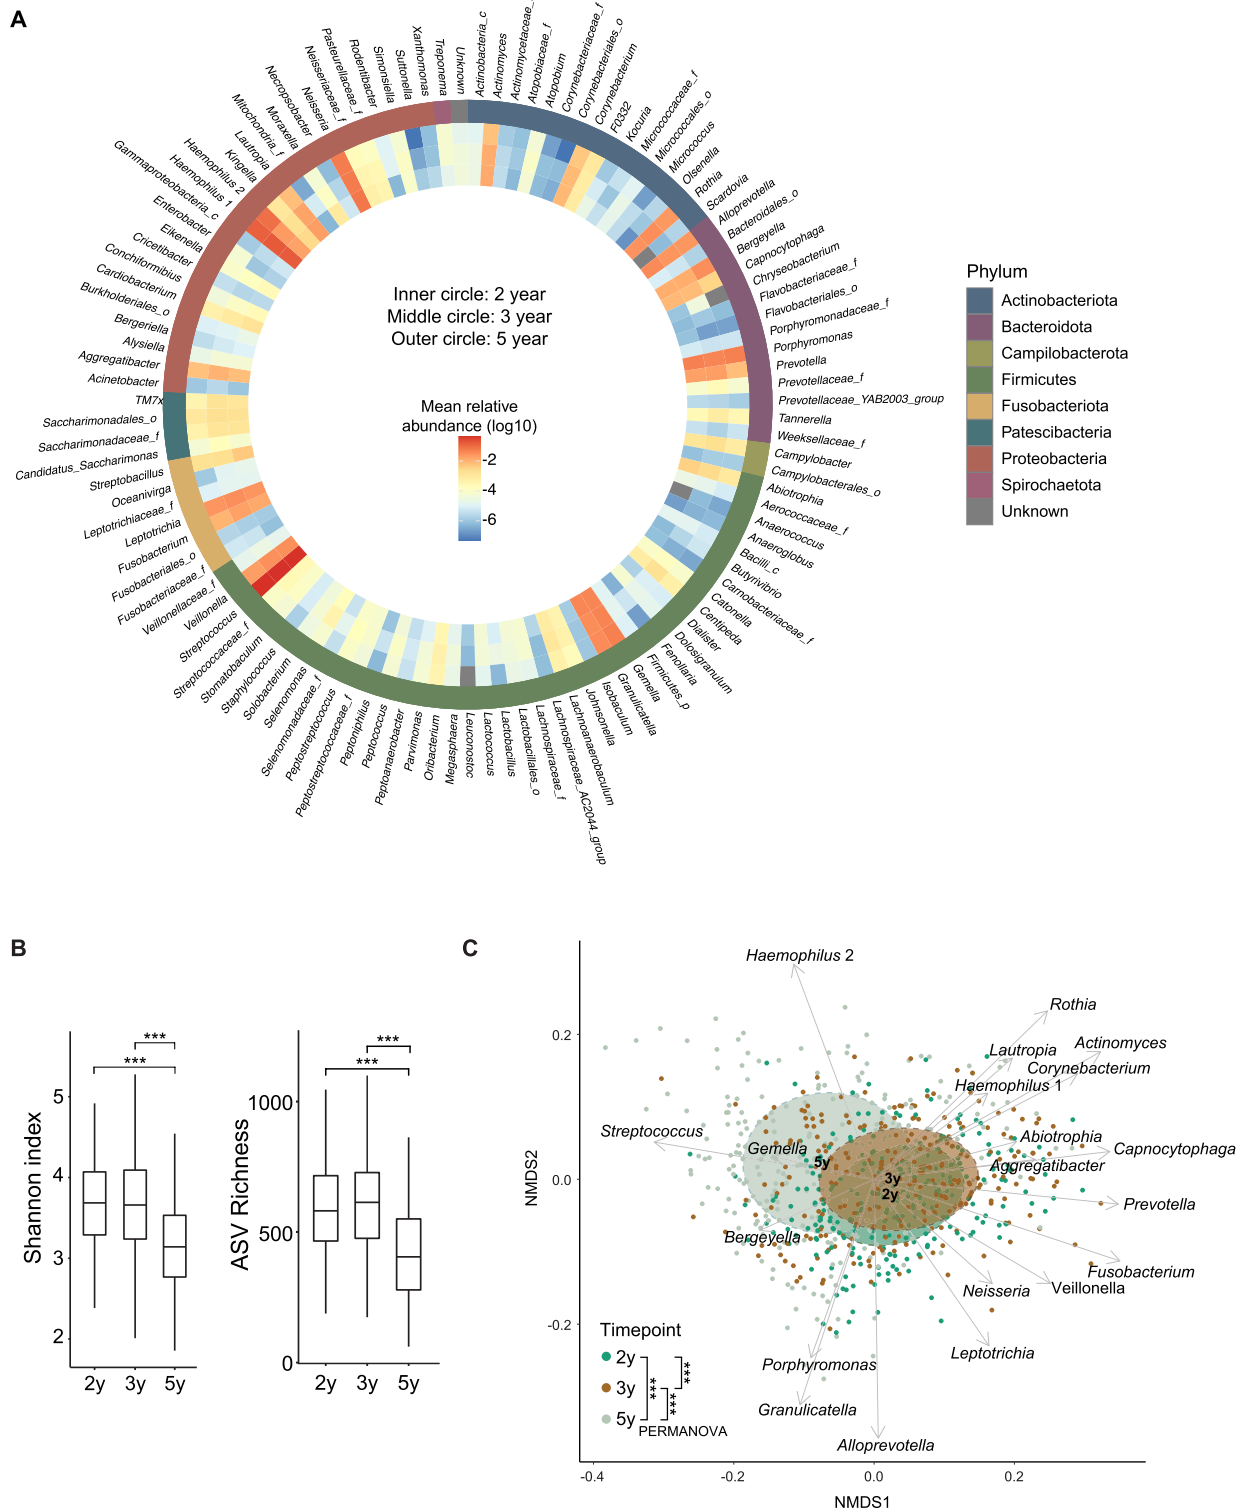 A
Actinobacteria_c
Actinomyces
Actinomycetaceae_
Atopobiaceae_f
Atopobium
Corynebacteriaceae_f
Corynebacteriales_o
Corynebacterium
F0332
Kocuria
Micrococcaceae_f
Micrococcales_o
Micrococcus
Olsenella
Rothia
Scardovia
Alloprevotella
Bacteroidales_o
Bergeyella
Capnocytophaga
Chryseobacterium
Flavobacteriaceae_f
Flavobacteriales_o
Porphyromonadaceae_f
Porphyromonas
Prevotella
Prevotellaceae_f
Prevotellaceae_YAB2003_group
Tannerella
Weeksellaceae_f
Campylobacter
Campylobacterales_o
Abiotrophia
Aerococcaceae_f
Anaerococcus
Anaeroglobus
Bacilli_c
Butyrivibrio
Carnobacteriaceae_f
Catonella
Centipeda
Dialister
Dolosigranulum
Fenollaria
Firmicutes_p
Gemella
Granulicatella
Isobaculum
Johnsonella
Lachnoanaerobaculum
Lachnospiraceae_AC2044_group
Lachnospiraceae_f
Lactobacillales_o
Lactobacillus
Lactococcus
Leuconostoc
Megasphaera
Oribacterium
Parvimonas
Peptoanaerobacter
Peptococcus
Peptoniphilus
Peptostreptococcaceae_f
Peptostreptococcus
Selenomonadaceae_f
Selenomonas
Solobacterium
Staphylococcus
Stomatobaculum
Streptococcaceae_f
Streptococcus
Veillonella
Veillonellaceae_f
Fusobacteriaceae_f
Fusobacteriales_o
Fusobacterium
Leptotrichia
Leptotrichiaceae_f
Oceanivirga
Streptobacillus
Candidatus_Saccharimonas
Saccharimonadaceae_f
Saccharimonadales_o
TM7x
Acinetobacter
Aggregatibacter
Alysiella
Bergeriella
Burkholderiales_o
Cardiobacterium
Conchiformibius
Cricetibacter
Eikenella
Enterobacter
Gammaproteobacteria_c
Haemophilus 1
Haemophilus 2
Kingella
Lautropia
Mitochondria_f
Moraxella
Necropsobacter
Neisseria
Neisseriaceae_f
Pasteurellaceae_f
Rodentibacter
Simonsiella
Suttonella
Xanthomonas
Treponema
Unknown
Inner circle: 2 year
Middle circle: 3 year
Outer circle: 5 year
Mean relative
abundance (log10)
-2
-4
-6
Phylum
Actinobacteriota
Bacteroidota
Campilobacterota
Firmicutes
Fusobacteriota
Patescibacteria
Proteobacteria
Spirochaetota
Unknown
B
Shannon index
5
4
3
2
***
***
2y 3y 5y
ASV Richness
1000
500
0
***
***
2y 3y 5y
C
NMDS2
0.2
0.0
-0.2
Haemophilus 2
Rothia
Actinomyces
Lautropia
Corynebacterium
Haemophilus 1
Streptococcus
Abiotrophia
Gemella
Capnocytophaga
5y
Aggregatibacter
3y
2y
Prevotella
Bergeyella
Fusobacterium
Veillonella
Neisseria
Leptotrichia
Porphyromonas
Granulicatella
Alloprevotella
Timepoint
2y
3y
5y
***
***
***
PERMANOVA
-0.4 -0.2 0.0 0.2
NMDS1